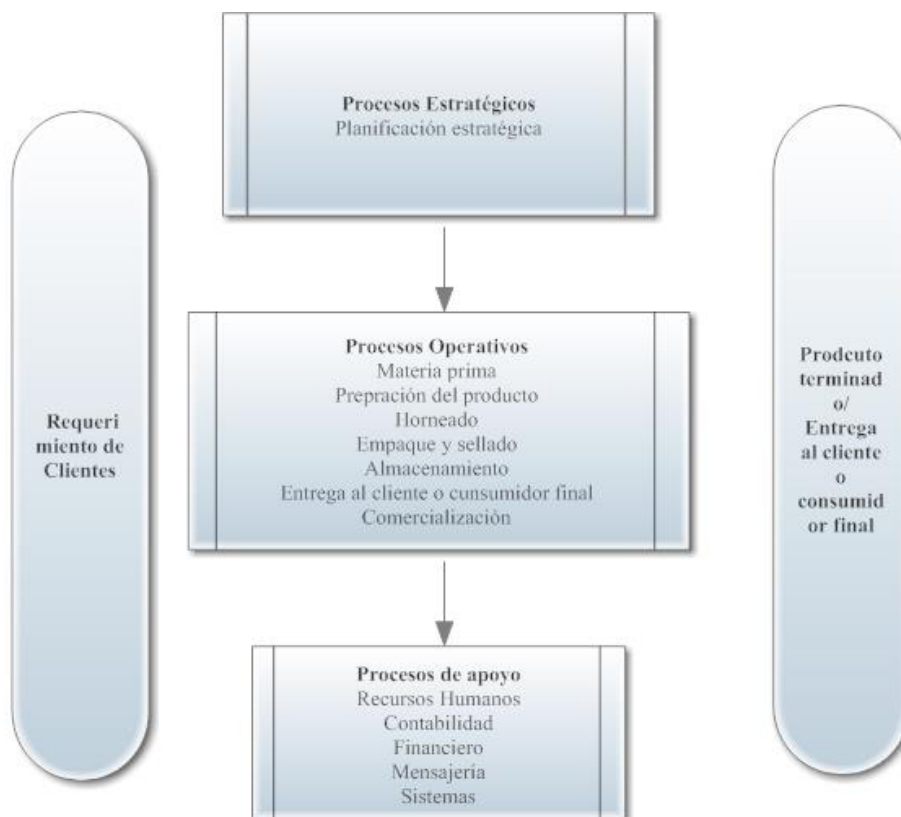 Procesos Estratégicos
Planificación estratégica
Requeri
miento de
Clientes
Procesos Operativos
Materia prima
Prepración del producto
Horneado
Empaque y sellado
Almacenamiento
Entrega al cliente o cunsumidor final
Comercialización
Prodcuto
terminad
o/
Entrega
al cliente
o
consumid
or final
Procesos de apoyo
Recursos Humanos
Contabilidad
Financiero
Mensajería
Sistemas